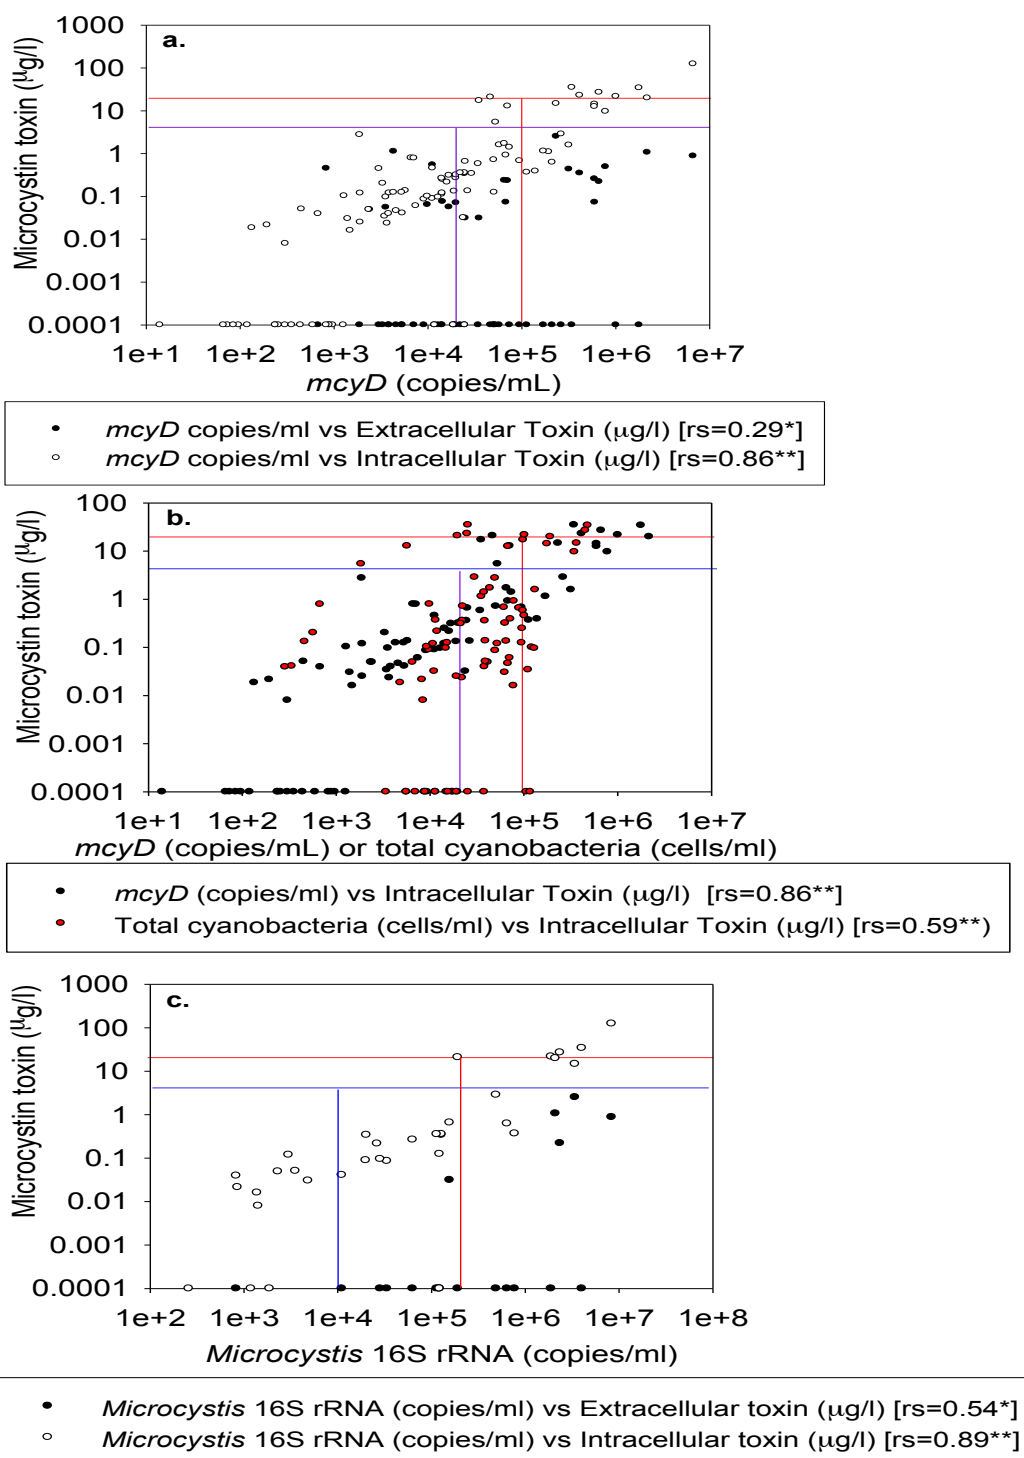 a.
1000
100
10
1
0.1
0.01
0.001
0.0001
Microcystin toxin (µg/l)
1e+1 1e+2 1e+3 1e+4 1e+5 1e+6 1e+7
mcyD (copies/mL)
mcyD copies/ml vs Extracellular Toxin (µg/l) [rs=0.29*]
mcyD copies/ml vs Intracellular Toxin (µg/l) [rs=0.86**]
b.
100
10
1
0.1
0.01
0.001
0.0001
Microcystin toxin (µg/l)
1e+1 1e+2 1e+3 1e+4 1e+5 1e+6 1e+7
mcyD (copies/mL) or total cyanobacteria (cells/ml)
mcyD (copies/ml) vs Intracellular Toxin (µg/l) [rs=0.86**]
Total cyanobacteria (cells/ml) vs Intracellular Toxin (µg/l) [rs=0.59**)
c.
1000
100
10
1
0.1
0.01
0.001
0.0001
Microcystin toxin (µg/l)
1e+2 1e+3 1e+4 1e+5 1e+6 1e+7 1e+8
Microcystis 16S rRNA (copies/ml)
Microcystis 16S rRNA (copies/ml) vs Extracellular toxin (µg/l) [rs=0.54*]
Microcystis 16S rRNA (copies/ml) vs Intracellular toxin (µg/l) [rs=0.89**]